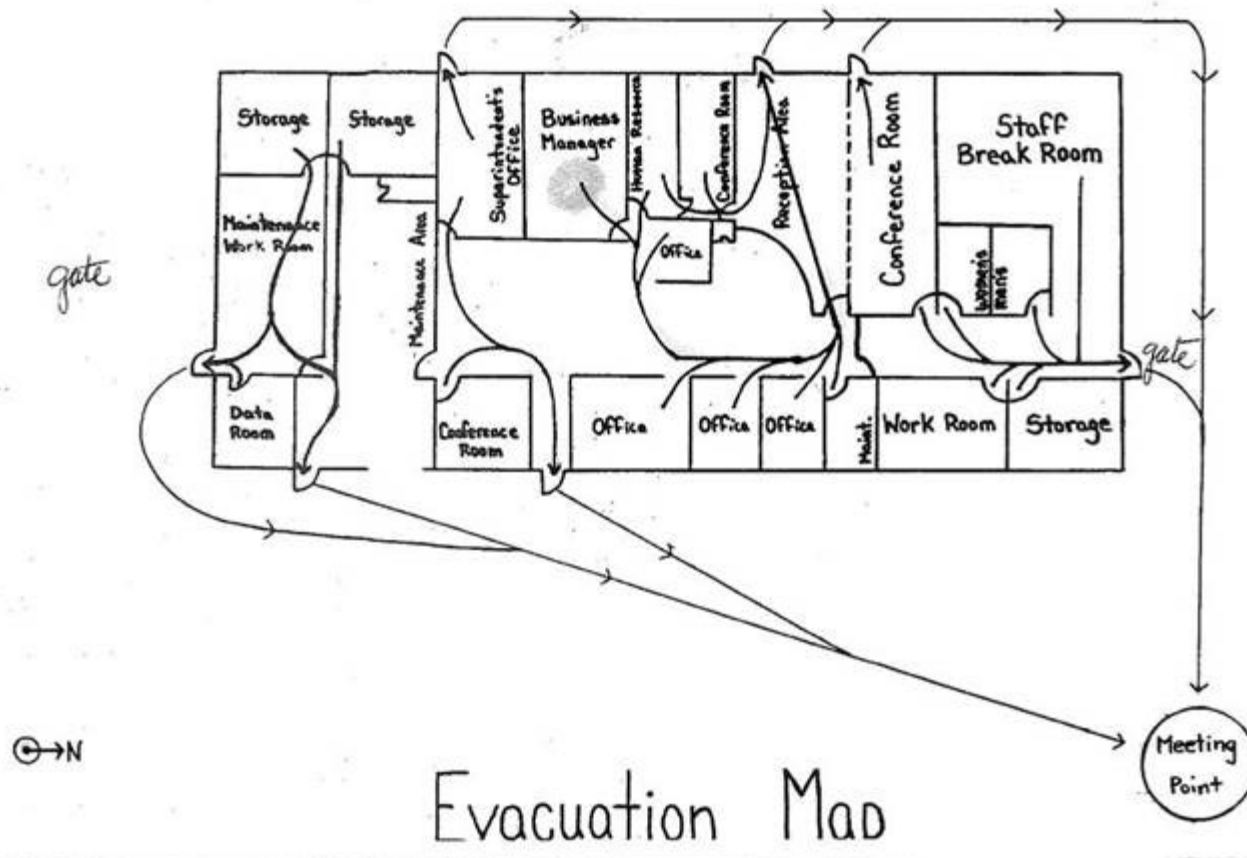 Storage
Storage
Superintendent's
Office
Business
Manager
Human Resource
Conference Room
Reception Area
Conference Room
Staff
Break Room
Maintenance
Work Room
Maintenance Area
Office
Women's
men's
gate
gate
Data
Room
Conference
Room
Office
Office
Office
Maint.
Work Room
Storage
N
Meeting
Point
Evacuation Map